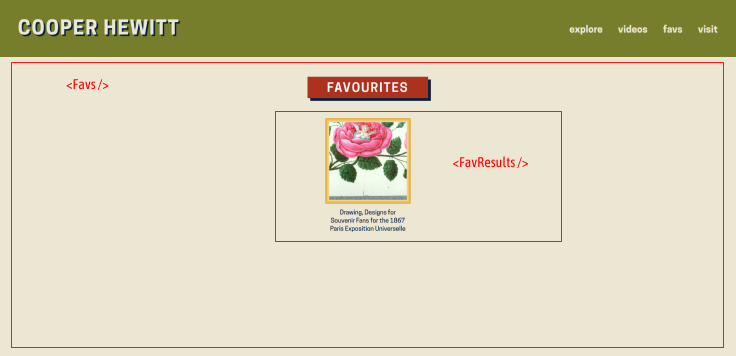 COOPER HEWITT
explore videos favs visit
<Favs />
FAVOURITES
<FavResults />
Drawing, Designs for
Souvenir Fans for the 1867
Paris Exposition Universelle